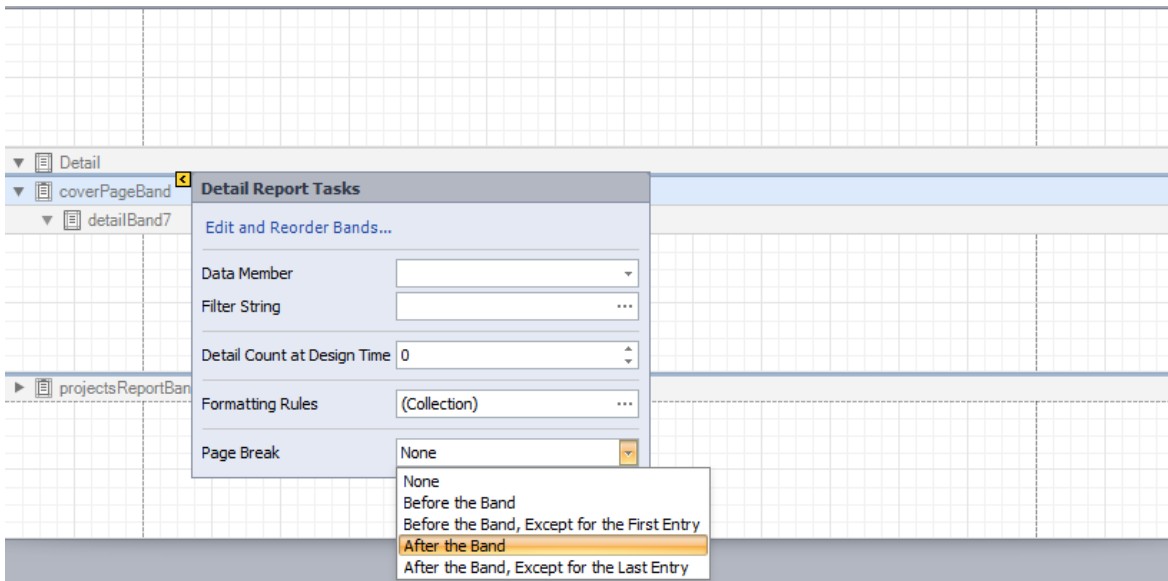 Detail
coverPageBand
Detail Report Tasks
detailBand7
Edit and Reorder Bands...
Data Member
Filter String
Detail Count at Design Time 0
projectsReportBan
Formatting Rules (Collection)
Page Break None
None
Before the Band
Before the Band, Except for the First Entry
After the Band
After the Band, Except for the Last Entry